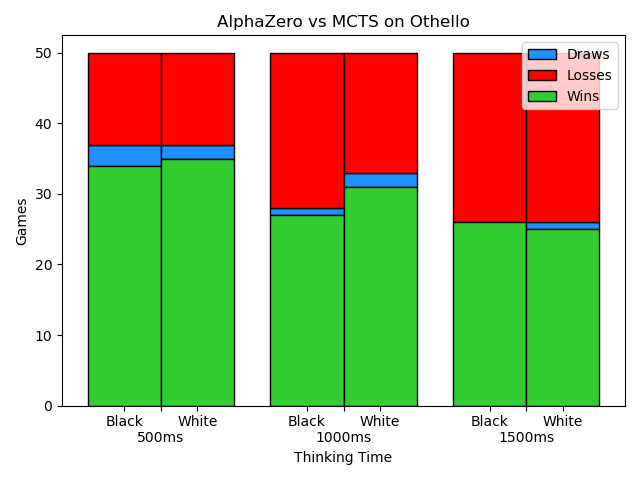 AlphaZero vs MCTS on Othello
Draws
Losses
Wins
Games
50
40
30
20
10
0
Black White Black White Black White
500ms 1000ms 1500ms
Thinking Time